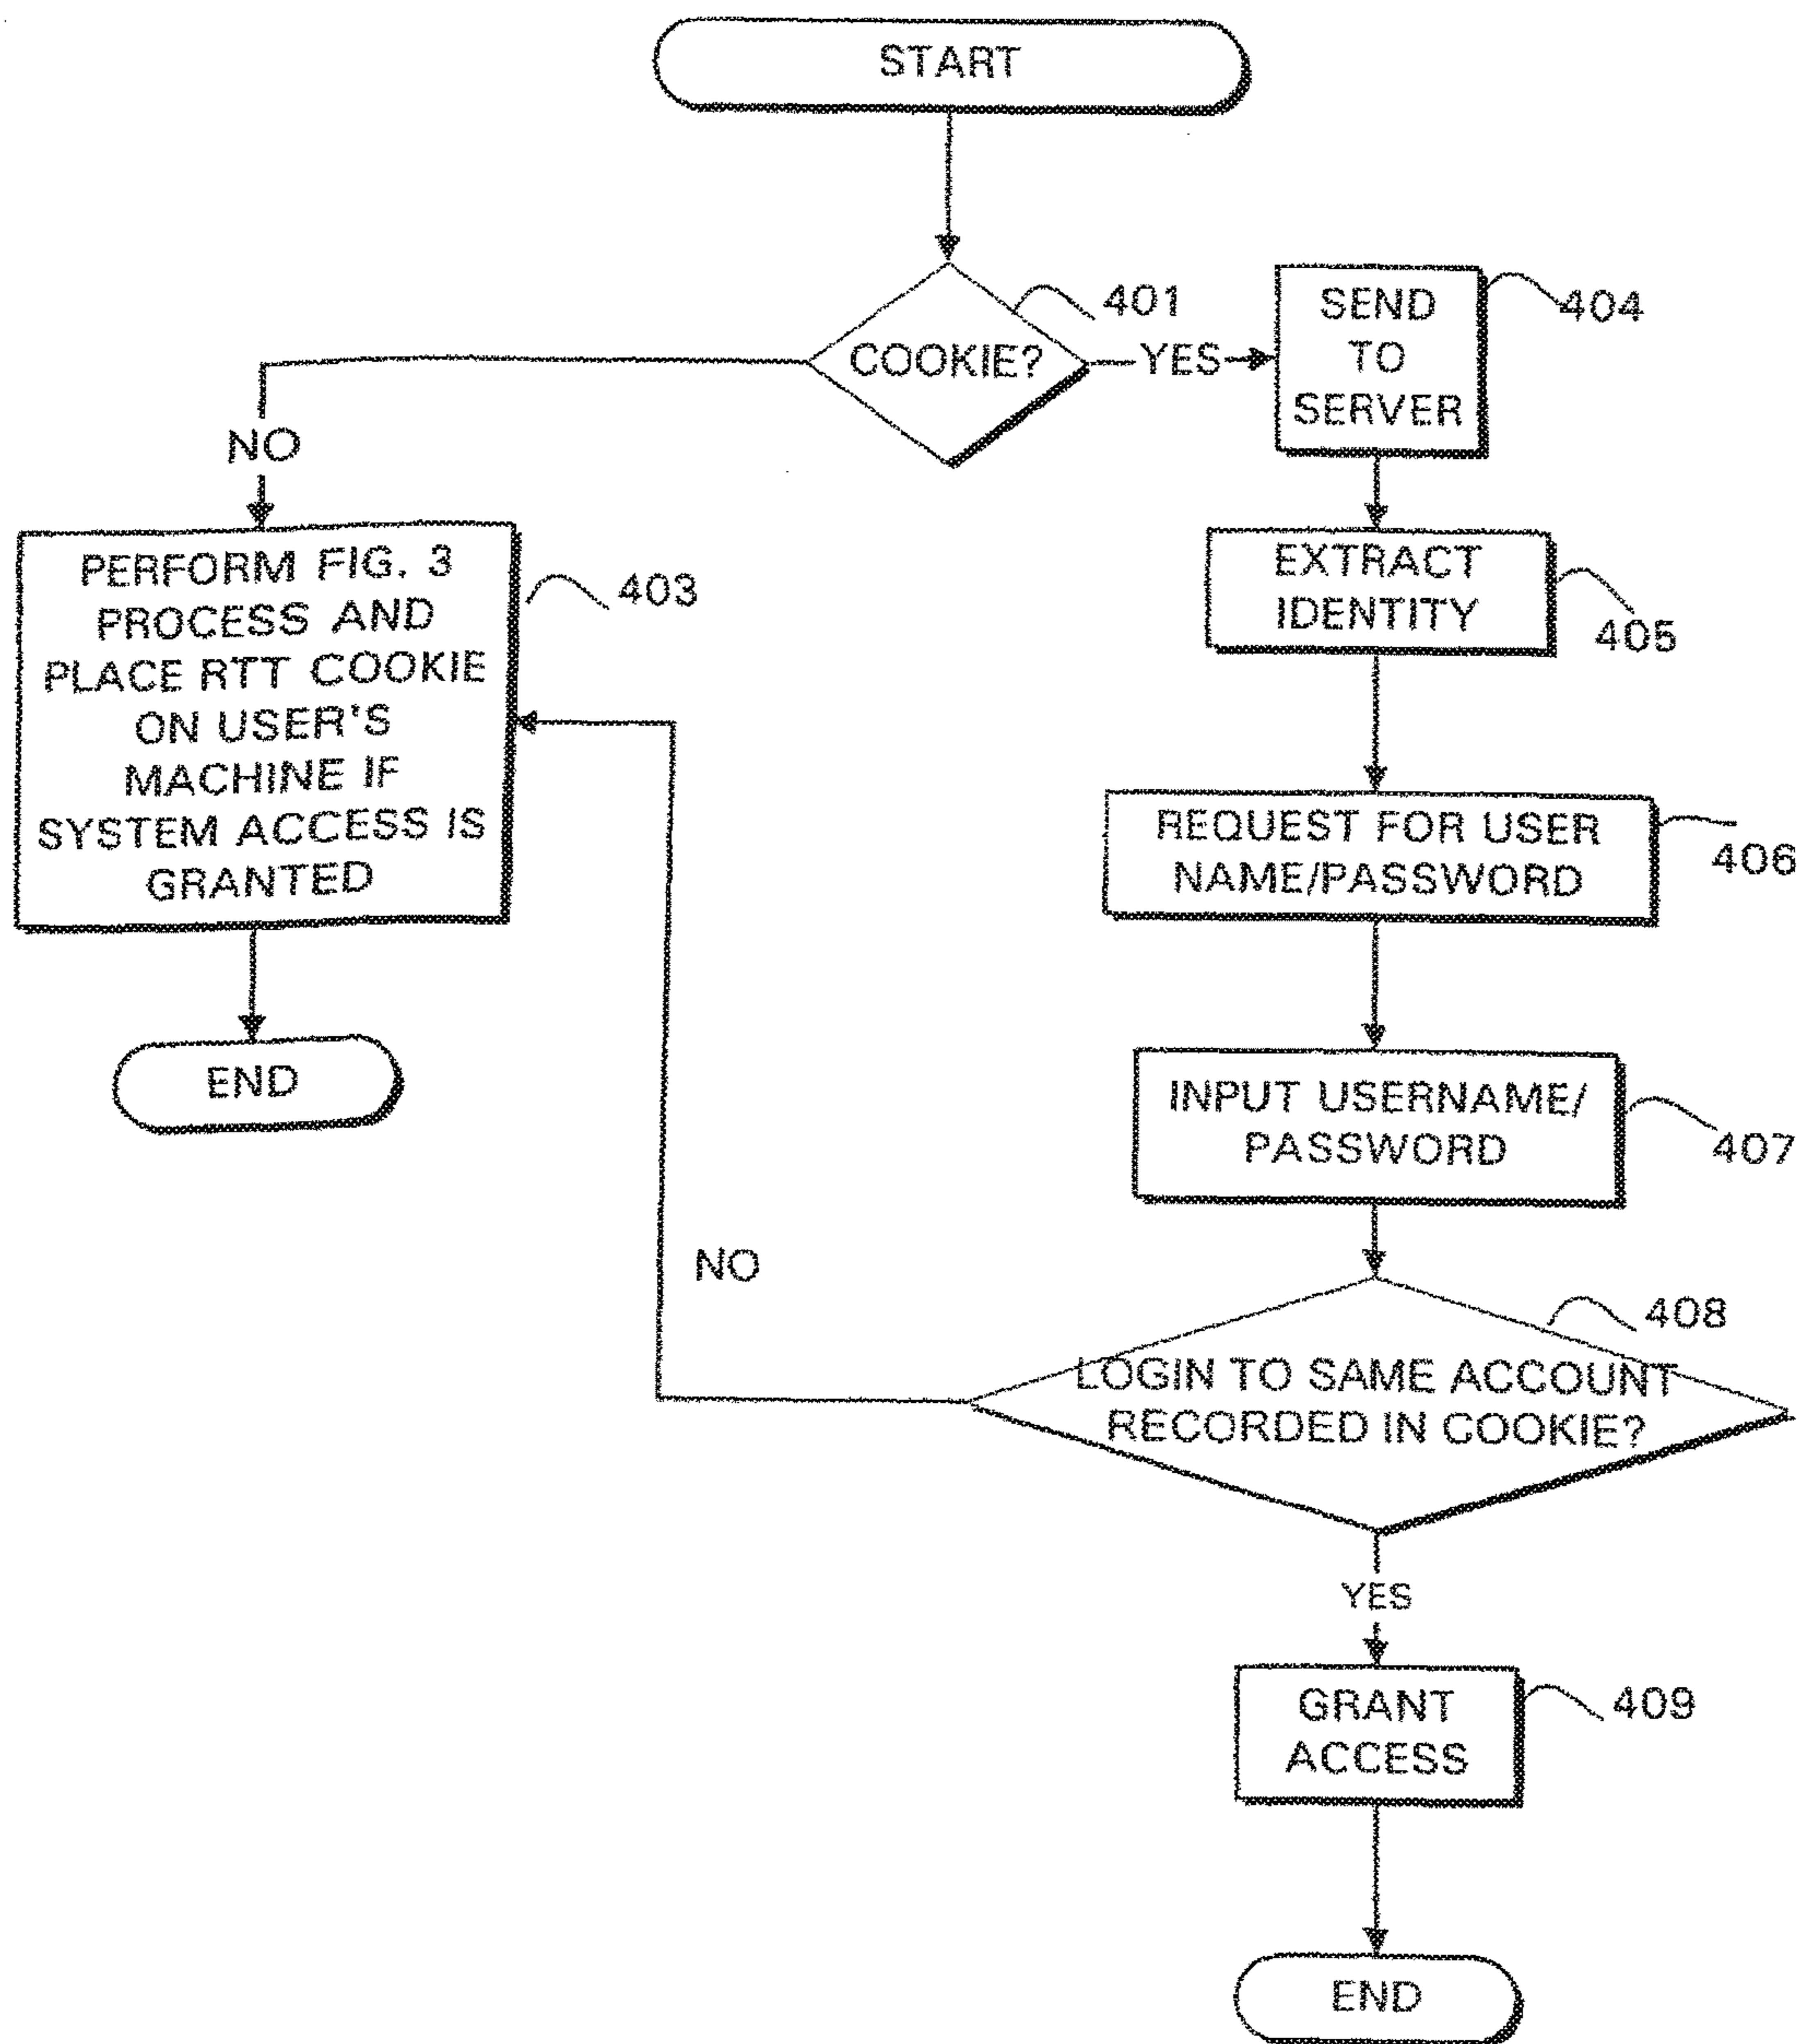 START
401
COOKIE?
YES
SEND
TO
SERVER
404
NO
PERFORM FIG. 3
PROCESS AND
PLACE RTT COOKIE
ON USER'S
MACHINE IF
SYSTEM ACCESS IS
GRANTED
403
END
EXTRACT
IDENTITY
405
REQUEST FOR USER
NAME/PASSWORD
406
INPUT USERNAME/
PASSWORD
407
NO
408
LOGIN TO SAME ACCOUNT
RECORDED IN COOKIE?
YES
GRANT
ACCESS
409
END